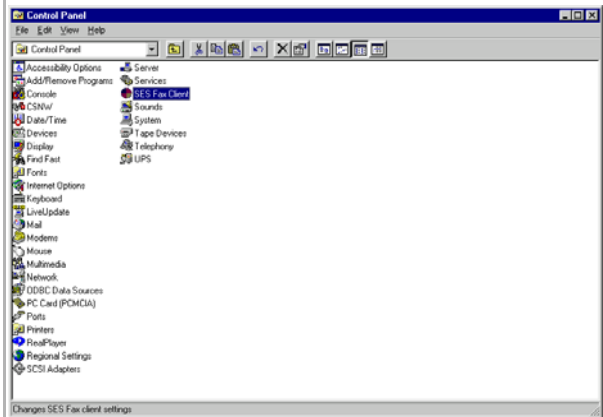 Control Panel
File Edit View Help
Control Panel
Accessibility Options
Add/Remove Programs
Console
CSNW
Date/Time
Devices
Display
Find Fast
Fonts
Internet Options
Keyboard
LiveUpdate
Mail
Modems
Mouse
Multimedia
Network
ODBC Data Sources
PC Card (PCMCIA)
Ports
Printers
RealPlayer
Regional Settings
SCSI Adapters
Server
Services
SES Fax Client
Sounds
System
Tape Devices
Telephony
UPS
Changes SES Fax client settings